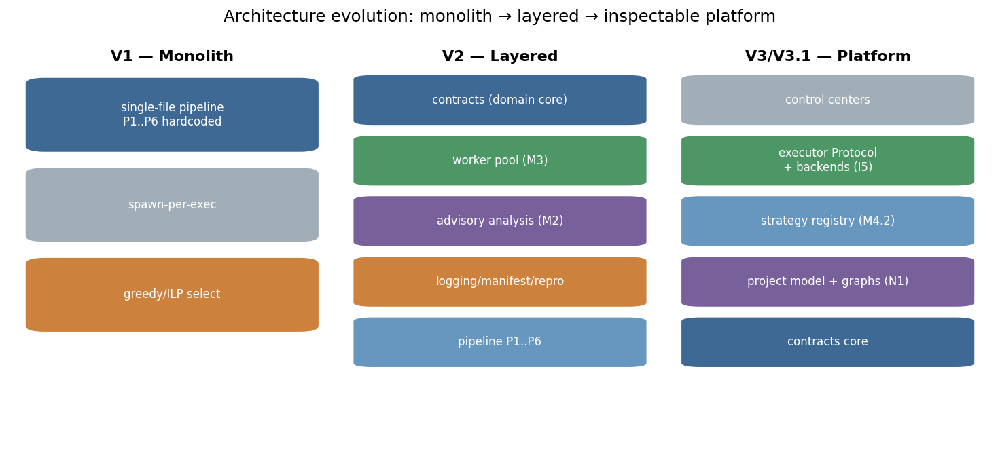 Architecture evolution: monolith → layered → inspectable platform
V1 — Monolith
single-file pipeline
P1..P6 hardcoded
spawn-per-exec
greedy/ILP select
V2 — Layered
contracts (domain core)
worker pool (M3)
advisory analysis (M2)
logging/manifest/repro
pipeline P1..P6
V3/V3.1 — Platform
control centers
executor Protocol
+ backends (I5)
strategy registry (M4.2)
project model + graphs (N1)
contracts core